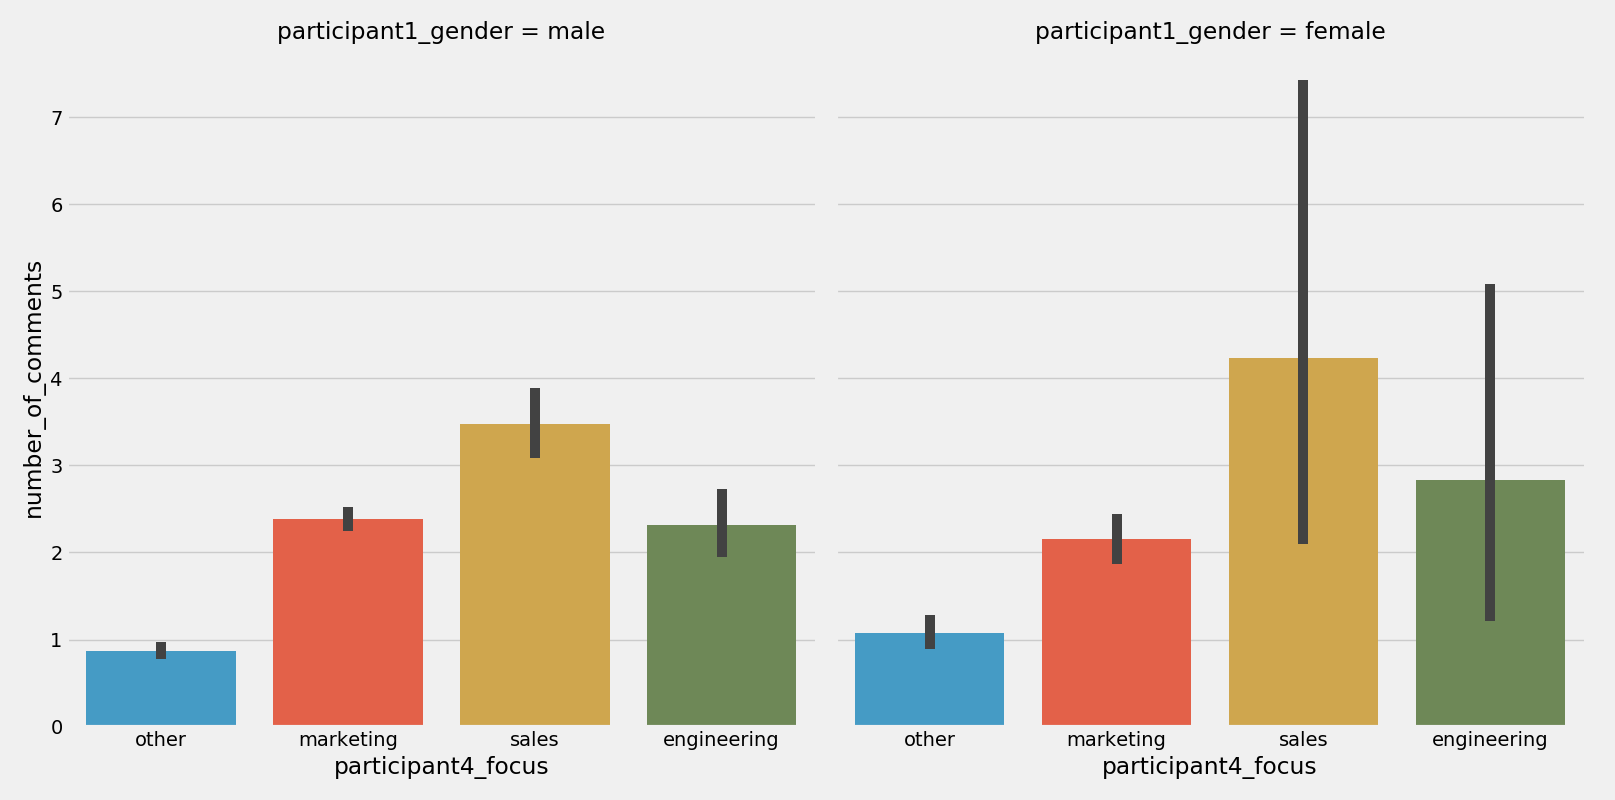 participant1_gender = male
participant1_gender = female
number_of_comments
7
6
5
4
3
2
1
0
other marketing sales engineering
participant4_focus
other marketing sales engineering
participant4_focus